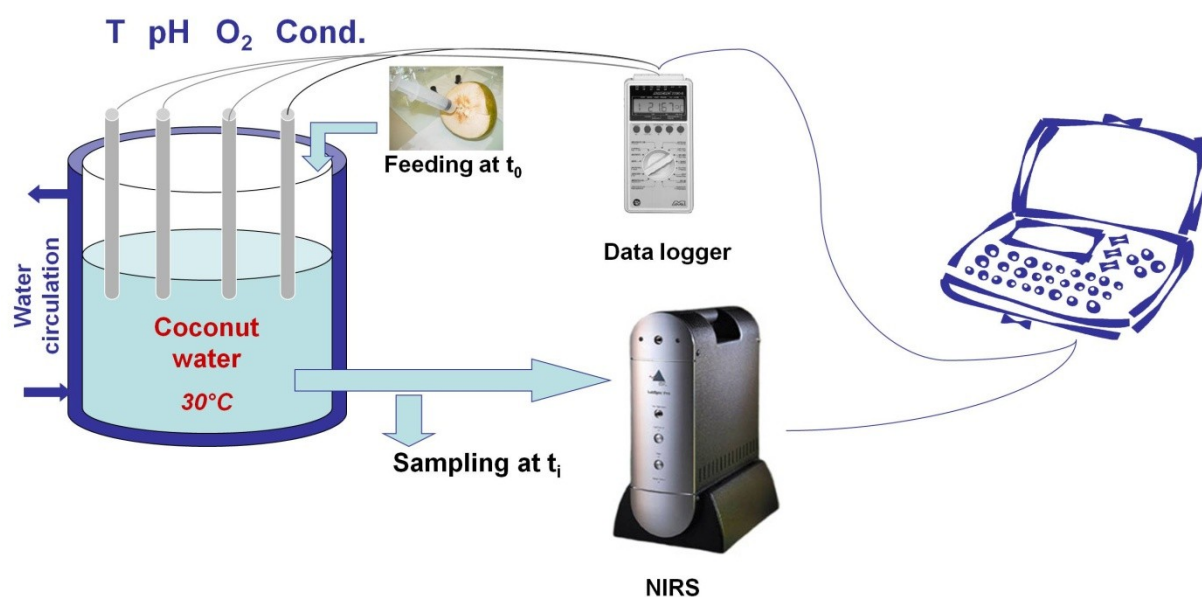 T pH O₂ Cond.
Feeding at t₀
Data logger
Water
circulation
Coconut
water
30°C
Sampling at tᵢ
NIRS